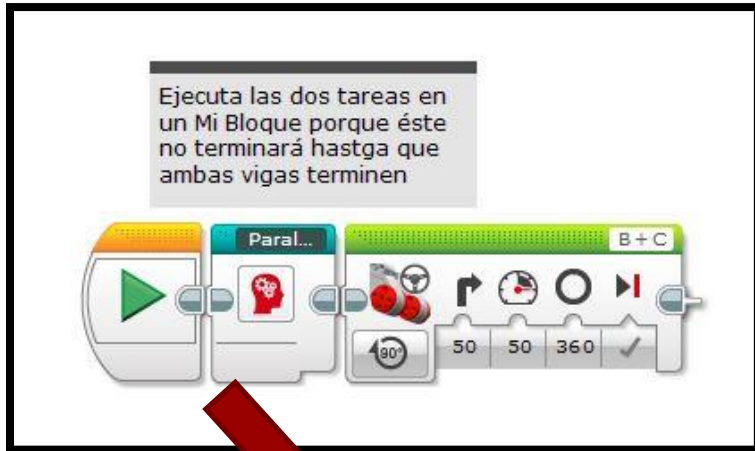 Ejecuta las dos tareas en
un Mi Bloque porque éste
no terminará hastga que
ambas vigas terminen
Paral...
B + C
90°
50 50 360